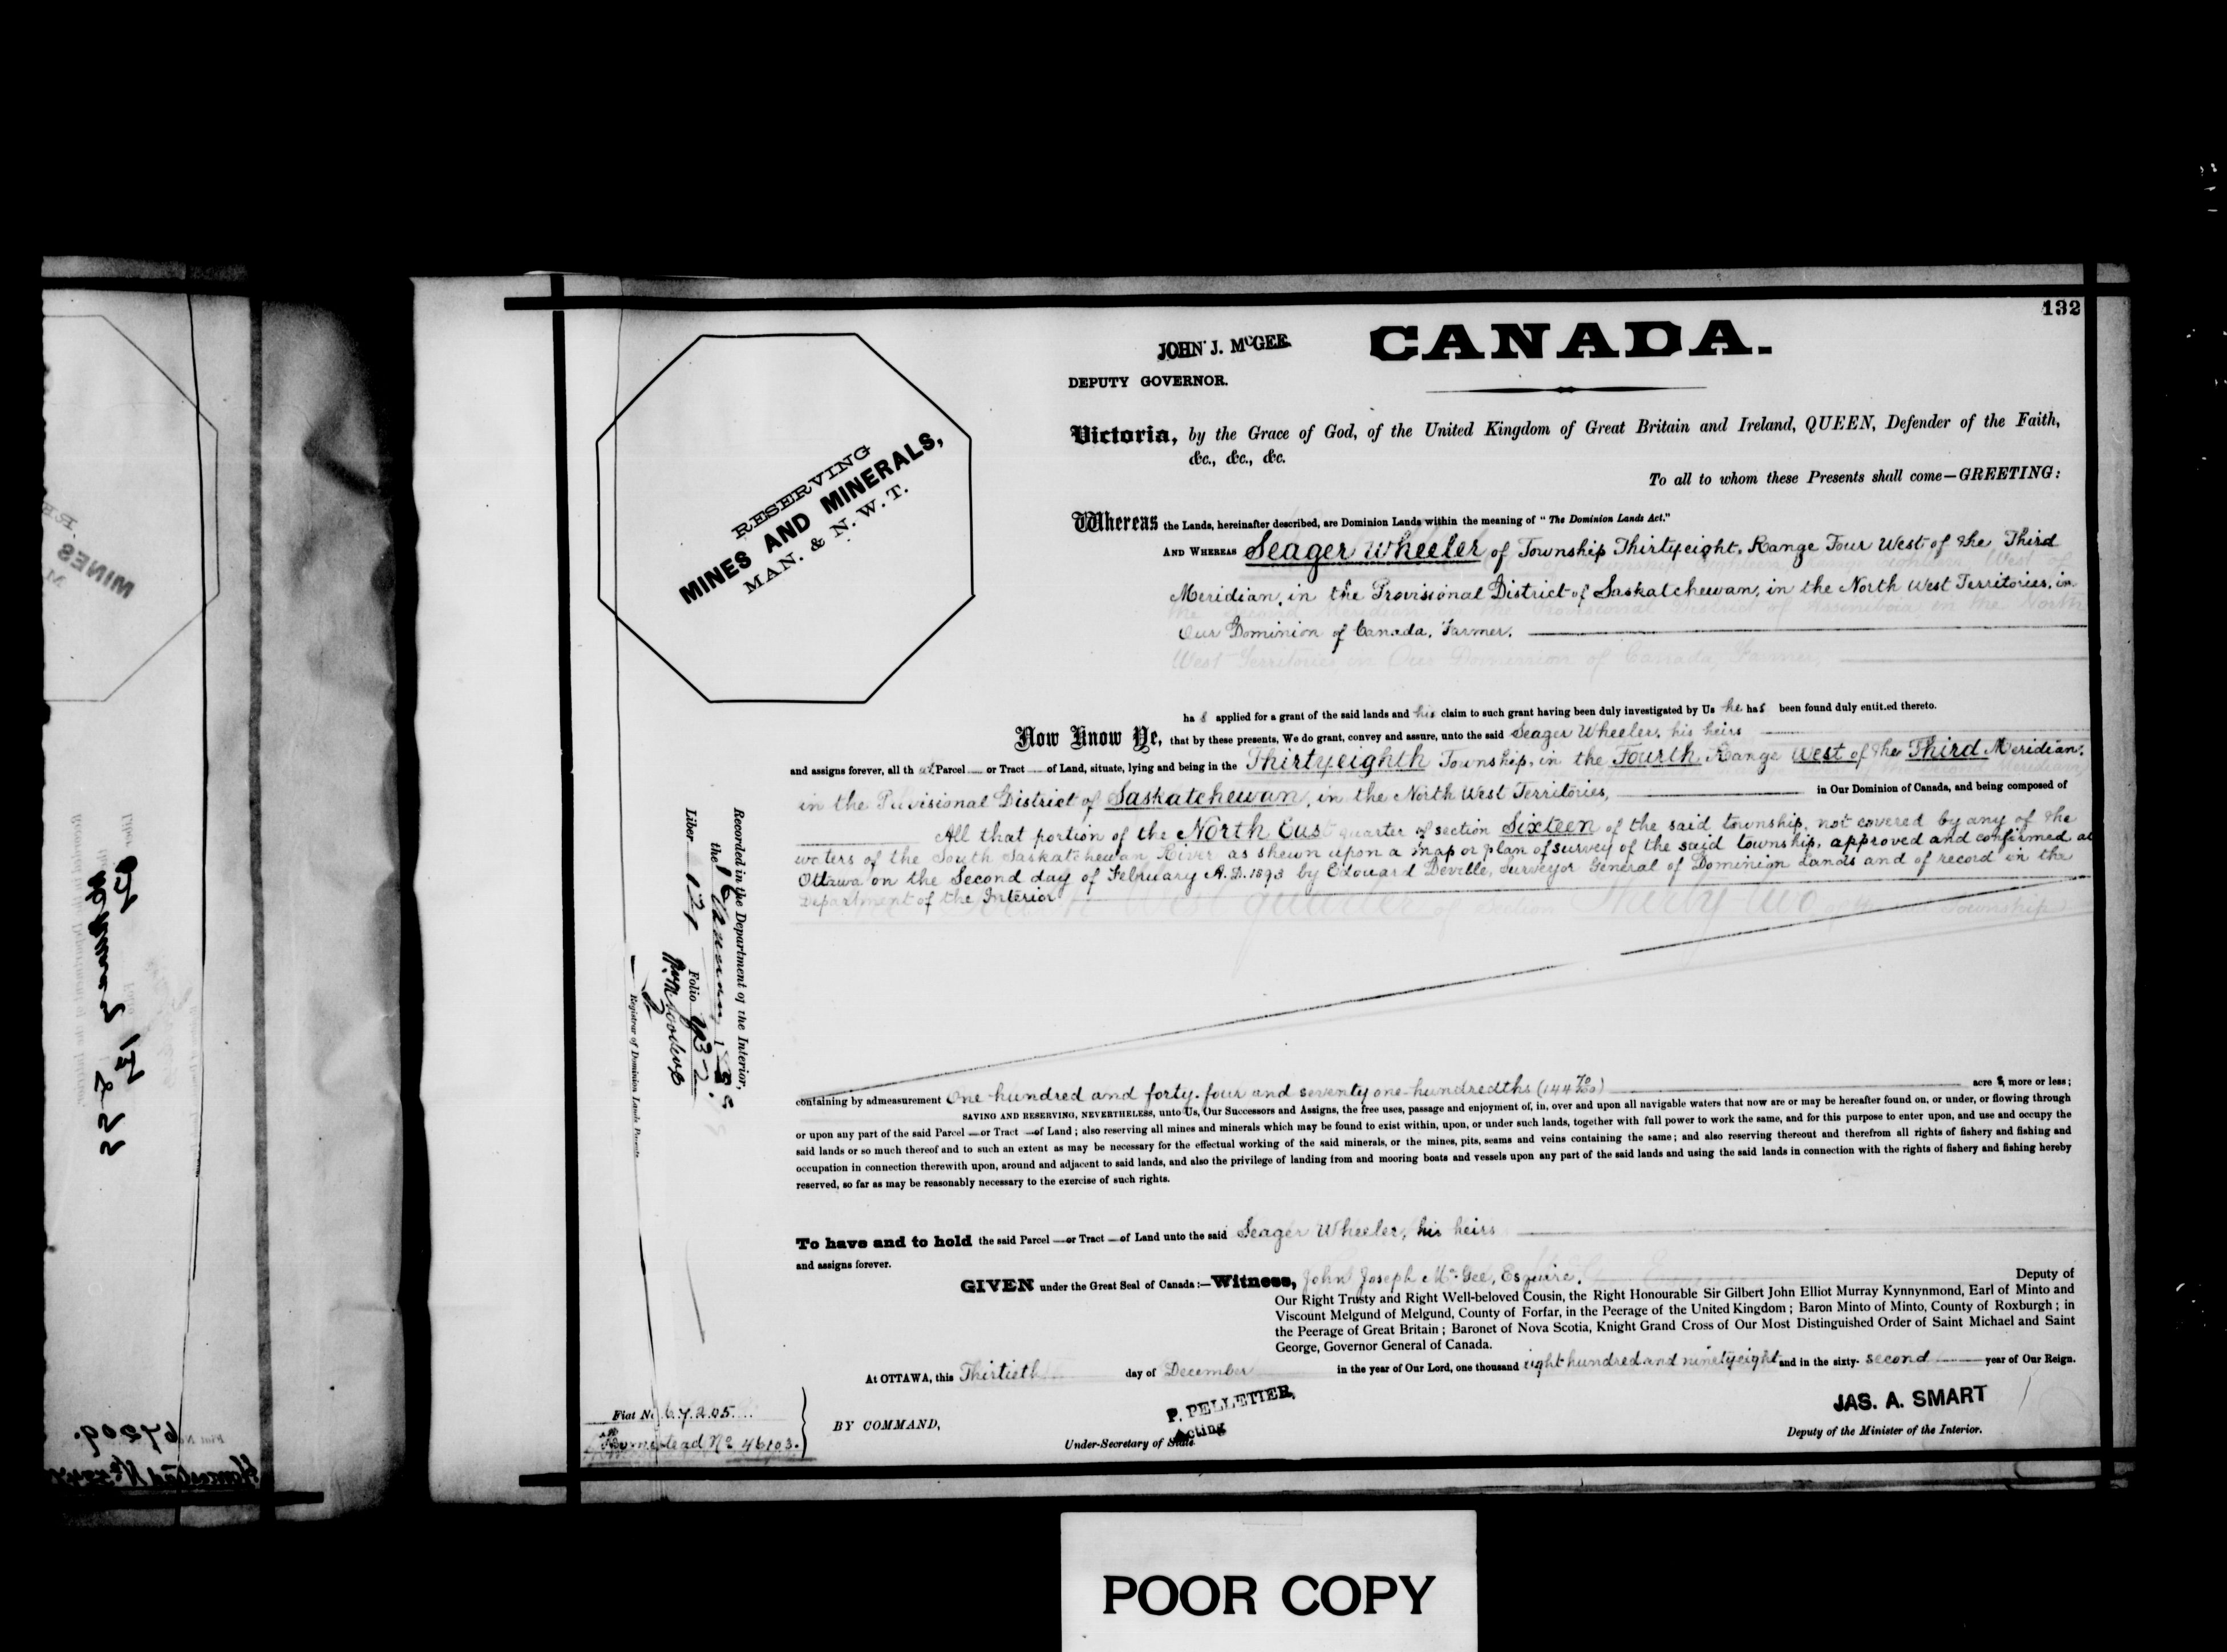 132
JOHN J. McGEE.
CANADA.
DEPUTY GOVERNOR.
Victoria, by the Grace of God, of the United Kingdom of Great Britain and Ireland, QUEEN, Defender of the Faith,
&c., &c., &c.
To all to whom these Presents shall come—GREETING:
RESERVING
MINES AND MINERALS,
MAN. & N. W. T.
Whereas the Lands, hereinafter described, are Dominion Lands within the meaning of "The Dominion Lands Act."
AND WHEREAS Seager Wheeler of Township Thirtyeight, Range Four West of the Third
Meridian, in the Provisional District of Saskatchewan, in the North West Territories, in
Our Dominion of Canada, Farmer.
has applied for a grant of the said lands and his claim to such grant having been duly investigated by Us he has been found duly entit.ed thereto.
Now Know Ye, that by these presents, We do grant, convey and assure, unto the said Seager Wheeler, his heirs
and assigns forever, all that Parcel — or Tract — of Land, situate, lying and being in the Thirtyeighth Township, in the Fourth Range West of the Third Meridian,
in the Provisional District of Saskatchewan, in the North West Territories, in Our Dominion of Canada, and being composed of
All that portion of the North East quarter of section Sixteen of the said township, not covered by any of the
waters of the South Saskatchewan River as shewn upon a map or plan of survey of the said township, approved and confirmed at
Ottawa on the Second day of February A.D. 1893 by Edouard Deville, Surveyor General of Dominion Lands and of record in the
Department of the Interior
containing by admeasurement One hundred and forty-four and seventy one-hundredths (144 70/100) acres, more or less;
SAVING AND RESERVING, NEVERTHELESS, unto Us, Our Successors and Assigns, the free uses, passage and enjoyment of, in, over and upon all navigable waters that now are or may be hereafter found on, or under, or flowing through
or upon any part of the said Parcel — or Tract — of Land; also reserving all mines and minerals which may be found to exist within, upon, or under such lands, together with full power to work the same, and for this purpose to enter upon, and use and occupy the
said lands or so much thereof and to such an extent as may be necessary for the effectual working of the said minerals, or the mines, pits, seams and veins containing the same; and also reserving thereout and therefrom all rights of fishery and fishing and
occupation in connection therewith upon, around and adjacent to said lands, and also the privilege of landing from and mooring boats and vessels upon any part of the said lands and using the said lands in connection with the rights of fishery and fishing hereby
reserved, so far as may be reasonably necessary to the exercise of such rights.
To have and to hold the said Parcel — or Tract — of Land unto the said Seager Wheeler, his heirs
and assigns forever.
GIVEN under the Great Seal of Canada:—Witness, John Joseph McGee, Esquire, Deputy of
Our Right Trusty and Right Well-beloved Cousin, the Right Honourable Sir Gilbert John Elliot Murray Kynnynmond, Earl of Minto and
Viscount Melgund of Melgund, County of Forfar, in the Peerage of the United Kingdom; Baron Minto of Minto, County of Roxburgh; in
the Peerage of Great Britain; Baronet of Nova Scotia, Knight Grand Cross of Our Most Distinguished Order of Saint Michael and Saint
George, Governor General of Canada.
At OTTAWA, this Thirtieth day of December in the year of Our Lord, one thousand eight hundred and ninetyeight and in the sixty-second year of Our Reign.
Recorded in the Department of the Interior,
the 16 January
Liber 121 Folio
Registrar of Dominion Lands Patents
Fiat No. 67205
Homestead No. 46103.
BY COMMAND,
P. PELLETIER,
Acting
Under-Secretary of State
JAS. A. SMART
Deputy of the Minister of the Interior.
POOR COPY